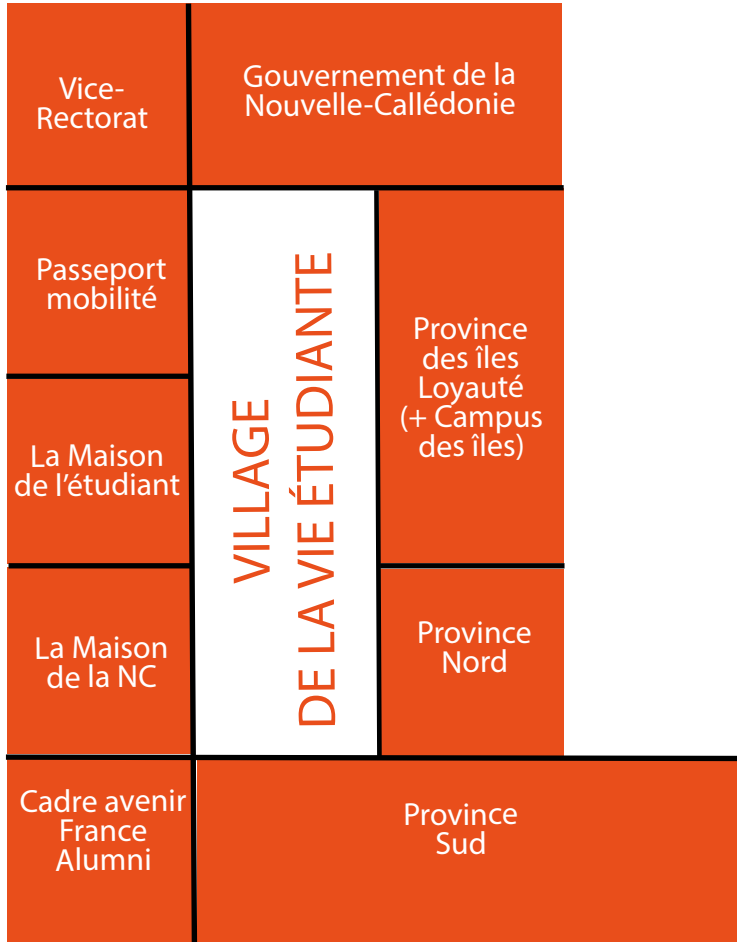 Vice-
Rectorat
Gouvernement de la
Nouvelle-Callédonie
Passeport
mobilité
La Maison
de l'étudiant
La Maison
de la NC
Cadre avenir
France
Alumni
VILLAGE
DE LA VIE ÉTUDIANTE
Province
des îles
Loyauté
(+ Campus
des îles)
Province
Nord
Province
Sud